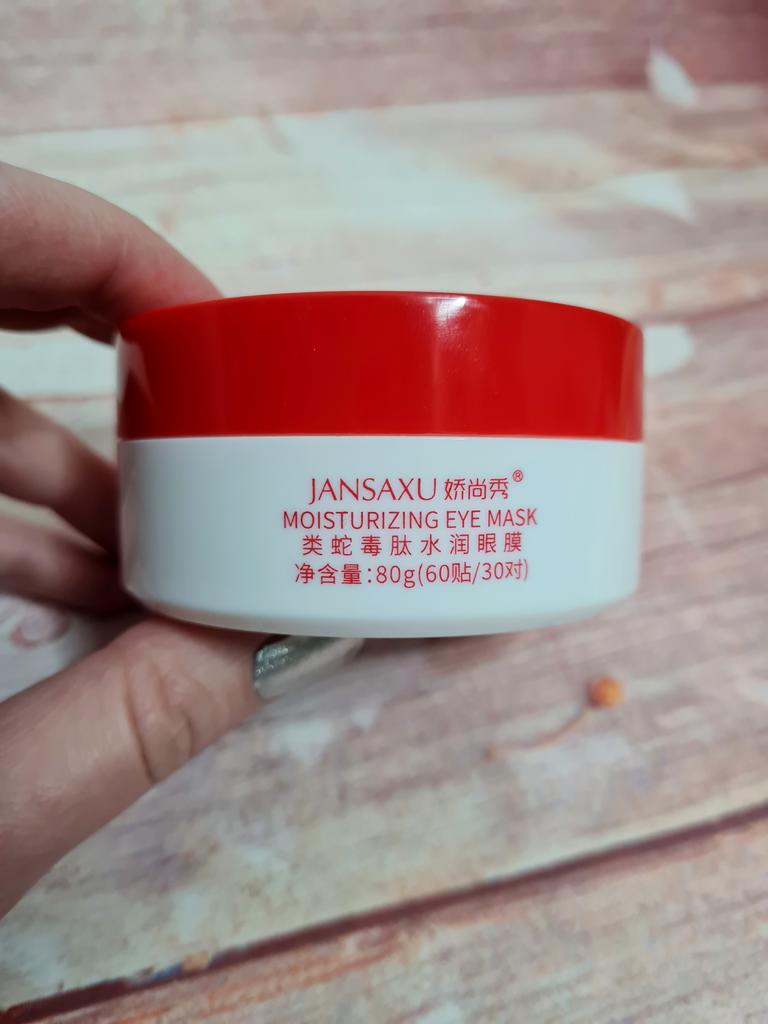 JANSAXU 娇尚秀®
MOISTURIZING EYE MASK
类蛇毒肽水润眼膜
净含量:80g(60贴/30对)